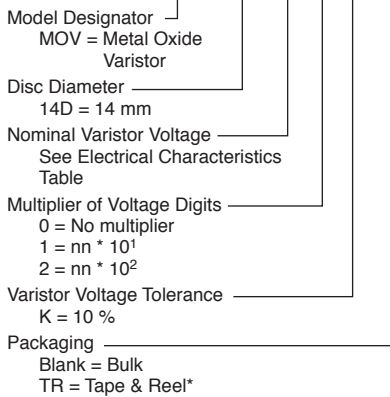 Model Designator
MOV = Metal Oxide
Varistor
Disc Diameter
14D = 14 mm
Nominal Varistor Voltage
See Electrical Characteristics
Table
Multiplier of Voltage Digits
0 = No multiplier
1 = nn * 10¹
2 = nn * 10²
Varistor Voltage Tolerance
K = 10 %
Packaging
Blank = Bulk
TR = Tape & Reel*